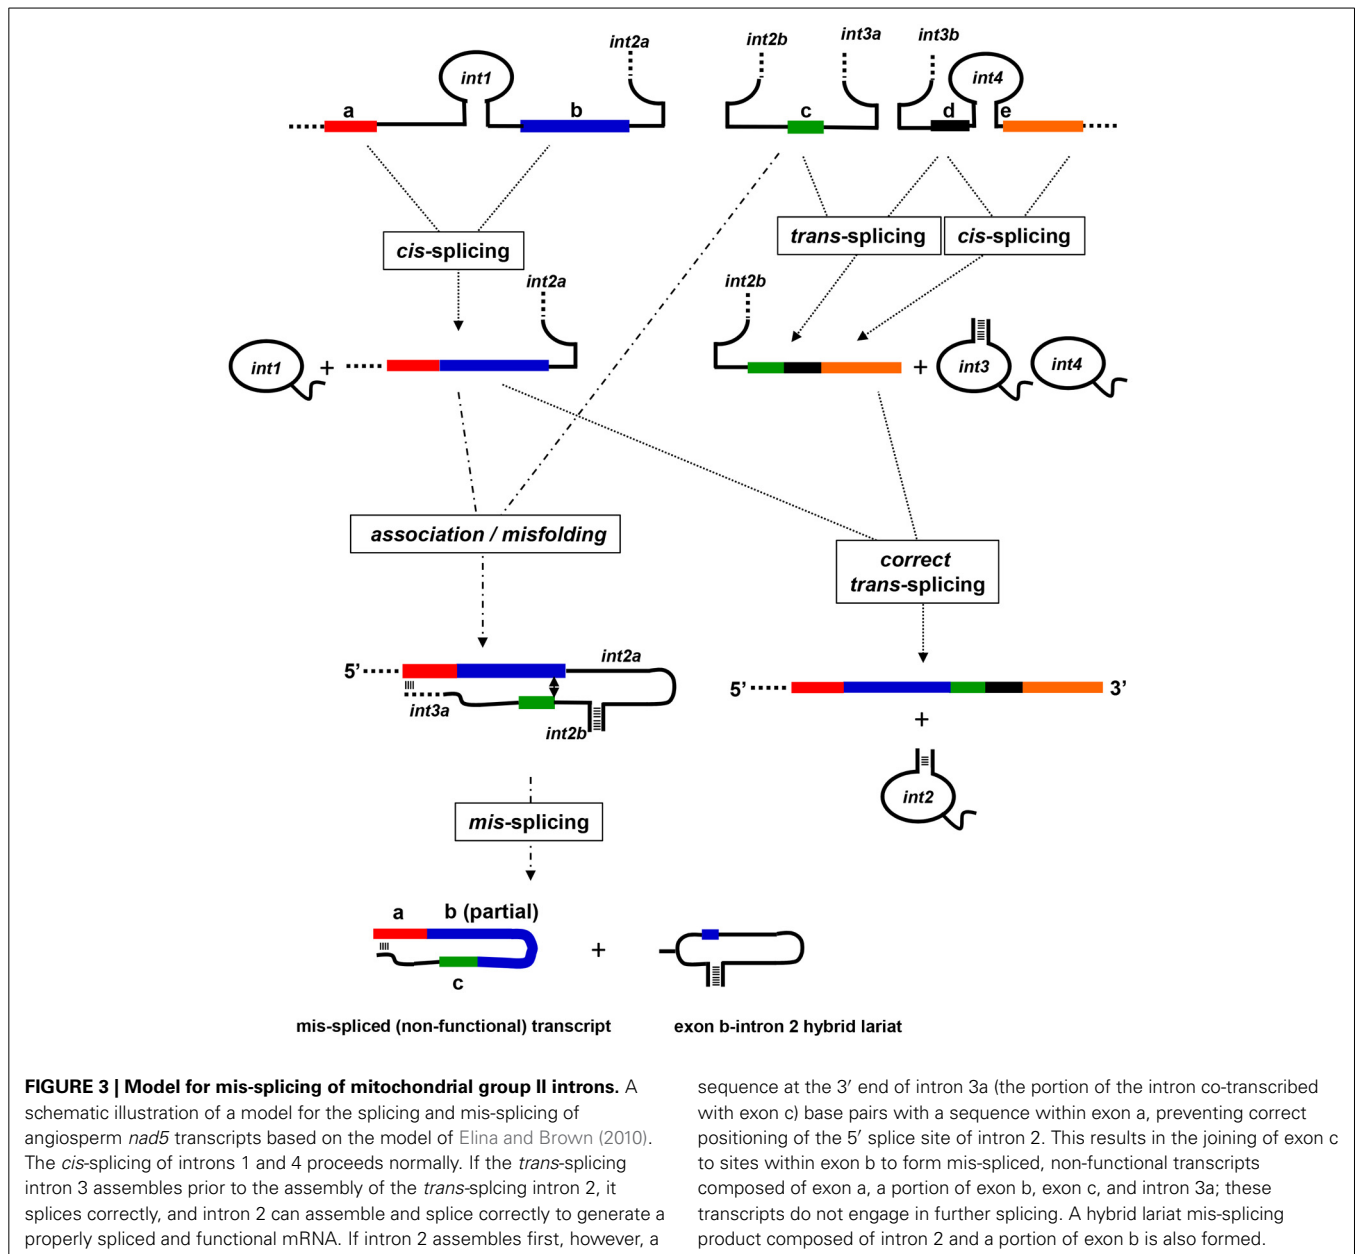 int2a
int2b
int3a
int3b
int1
int4
a
b
c
d
e
cis-splicing
trans-splicing
cis-splicing
int2a
int2b
int1
+
+
int3
int4
association / misfolding
correct
trans-splicing
5’
int2a
int3a
int2b
5’
3’
+
int2
mis-splicing
a
b (partial)
c
+
mis-spliced (non-functional) transcript
exon b-intron 2 hybrid lariat
FIGURE 3 | Model for mis-splicing of mitochondrial group II introns. A
schematic illustration of a model for the splicing and mis-splicing of
angiosperm nad5 transcripts based on the model of Elina and Brown (2010).
The cis-splicing of introns 1 and 4 proceeds normally. If the trans-splicing
intron 3 assembles prior to the assembly of the trans-splcing intron 2, it
splices correctly, and intron 2 can assemble and splice correctly to generate a
properly spliced and functional mRNA. If intron 2 assembles first, however, a
sequence at the 3′ end of intron 3a (the portion of the intron co-transcribed
with exon c) base pairs with a sequence within exon a, preventing correct
positioning of the 5′ splice site of intron 2. This results in the joining of exon c
to sites within exon b to form mis-spliced, non-functional transcripts
composed of exon a, a portion of exon b, exon c, and intron 3a; these
transcripts do not engage in further splicing. A hybrid lariat mis-splicing
product composed of intron 2 and a portion of exon b is also formed.